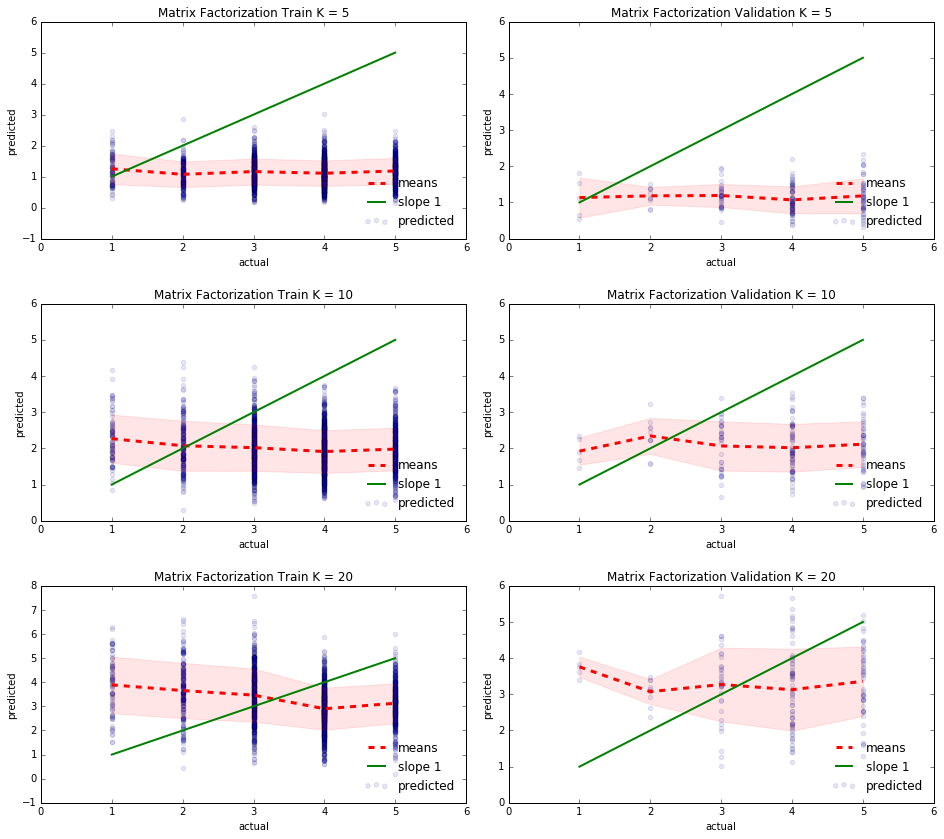 Matrix Factorization Train K = 5
6
5
4
3
2
1
0
−1
predicted
means
slope 1
predicted
0 1 2 3 4 5 6
actual
Matrix Factorization Validation K = 5
6
5
4
3
2
1
0
predicted
means
slope 1
predicted
0 1 2 3 4 5 6
actual
Matrix Factorization Train K = 10
6
5
4
3
2
1
0
predicted
means
slope 1
predicted
0 1 2 3 4 5 6
actual
Matrix Factorization Validation K = 10
6
5
4
3
2
1
0
predicted
means
slope 1
predicted
0 1 2 3 4 5 6
actual
Matrix Factorization Train K = 20
8
7
6
5
4
3
2
1
0
−1
predicted
means
slope 1
predicted
0 1 2 3 4 5 6
actual
Matrix Factorization Validation K = 20
6
5
4
3
2
1
0
predicted
means
slope 1
predicted
0 1 2 3 4 5 6
actual